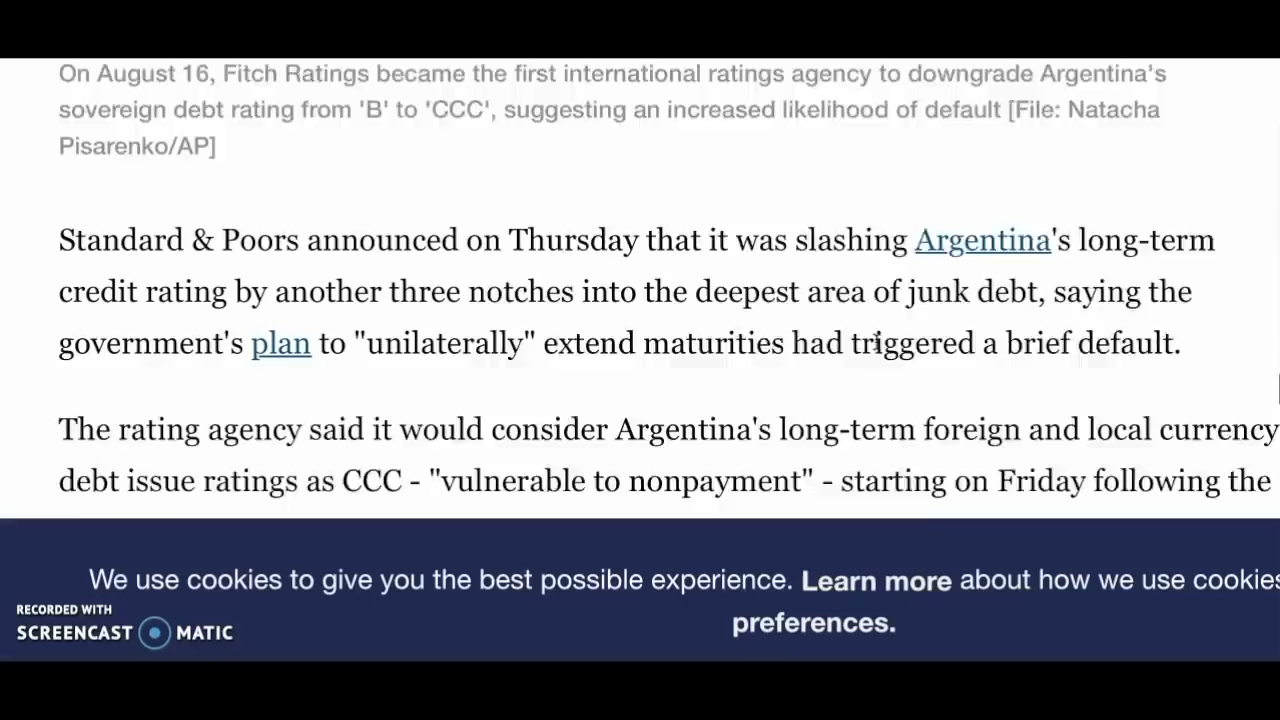 On August 16, Fitch Ratings became the first international ratings agency to downgrade Argentina's
sovereign debt rating from 'B' to 'CCC', suggesting an increased likelihood of default [File: Natacha
Pisarenko/AP]
Standard & Poors announced on Thursday that it was slashing Argentina's long-term
credit rating by another three notches into the deepest area of junk debt, saying the
government's plan to "unilaterally" extend maturities had triggered a brief default.
The rating agency said it would consider Argentina's long-term foreign and local currency
debt issue ratings as CCC - "vulnerable to nonpayment" - starting on Friday following the
We use cookies to give you the best possible experience. Learn more about how we use cookies
preferences.
RECORDED WITH
SCREENCAST MATIC